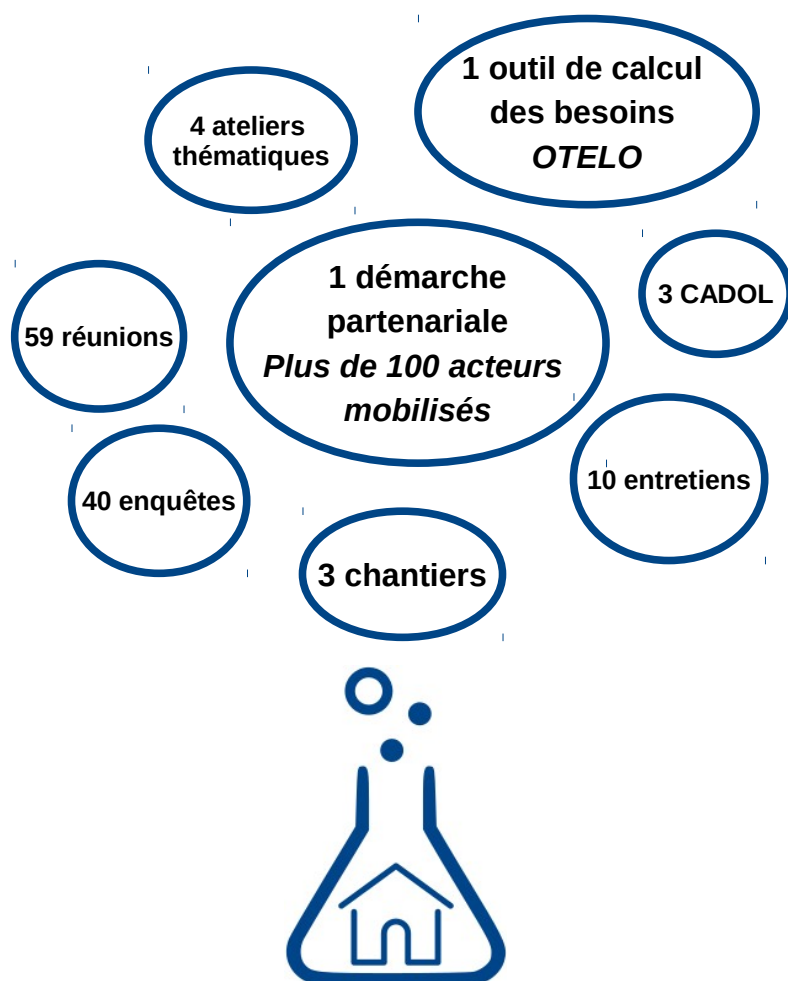 1 outil de calcul
des besoins
OTELO
4 ateliers
thématiques
1 démarche
partenariale
Plus de 100 acteurs
mobilisés
3 CADOL
59 réunions
40 enquêtes
10 entretiens
3 chantiers